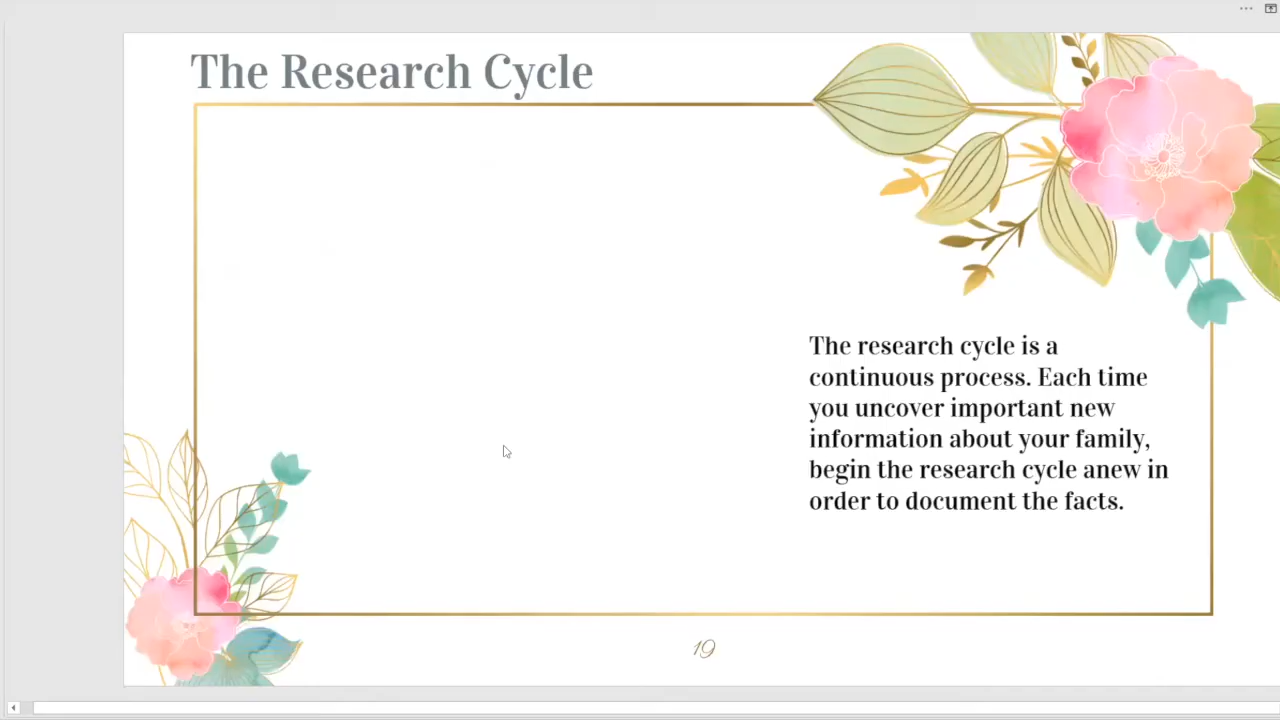 The Research Cycle
The research cycle is a
continuous process. Each time
you uncover important new
information about your family,
begin the research cycle anew in
order to document the facts.
19